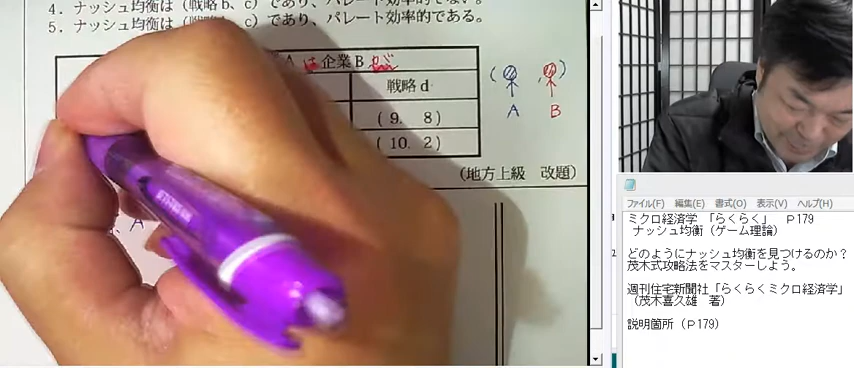 4. ナッシュ均衡は（戦略b、c）であり、パレート効率的でない。
5. ナッシュ均衡は（戦略b、c）であり、パレート効率的である。
A は 企業B
戦略d
( 9. 8 )
( 10. 2 )
(地方上級 改題)
A B
A
ファイル(F) 編集(E) 書式(O) 表示(V) ヘルプ(H)
ミクロ経済学 「らくらく」 P179
ナッシュ均衡（ゲーム理論）
どのようにナッシュ均衡を見つけるのか？
茂木式攻略法をマスターしよう。
週刊住宅新聞社「らくらくミクロ経済学」
（茂木喜久雄 著）
説明箇所（P179）